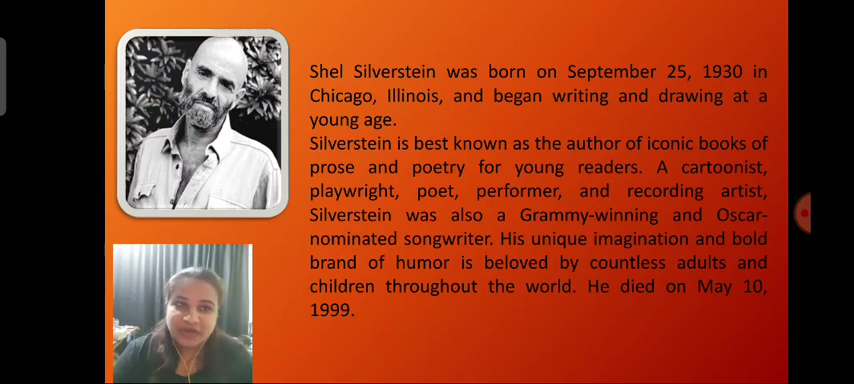 Shel Silverstein was born on September 25, 1930 in
Chicago, Illinois, and began writing and drawing at a
young age.
Silverstein is best known as the author of iconic books of
prose and poetry for young readers. A cartoonist,
playwright, poet, performer, and recording artist,
Silverstein was also a Grammy-winning and Oscar-
nominated songwriter. His unique imagination and bold
brand of humor is beloved by countless adults and
children throughout the world. He died on May 10,
1999.